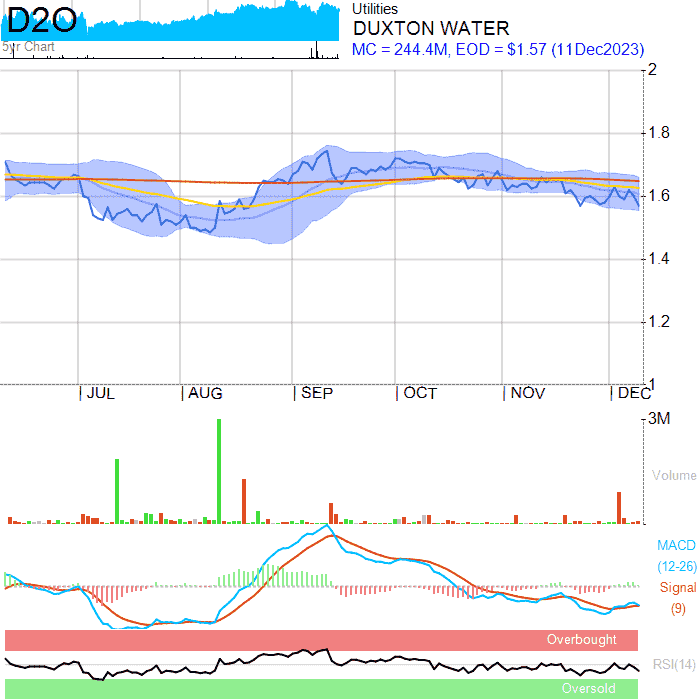 D2O
5yr Chart
Utilities
DUXTON WATER
MC = 244.4M, EOD = $1.57 (11Dec2023)
2
1.8
1.6
1.4
1.2
1
JUL AUG SEP OCT NOV DEC
3M
Volume
MACD
(12-26)
Signal
(9)
Overbought
RSI(14)
Oversold